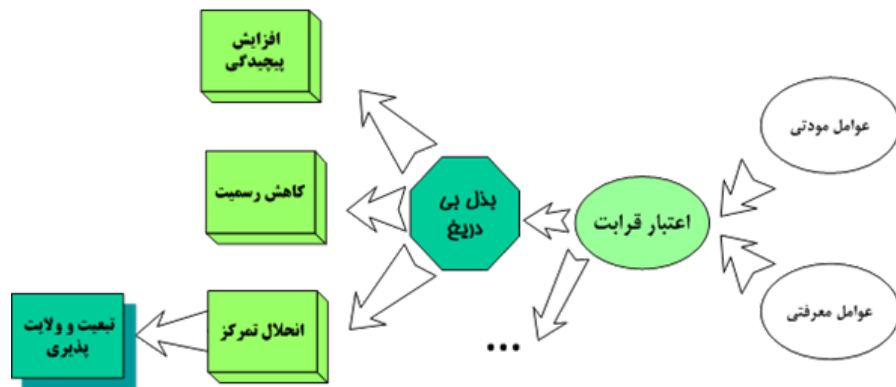 افزایش
پیچیدگی
عوامل مودتی
کاهش رسمیت
بذل بی
دریغ
اعتبار قرابت
عوامل معرفتی
انحلال تمرکز
تبعیت و ولایت
پذیری
...